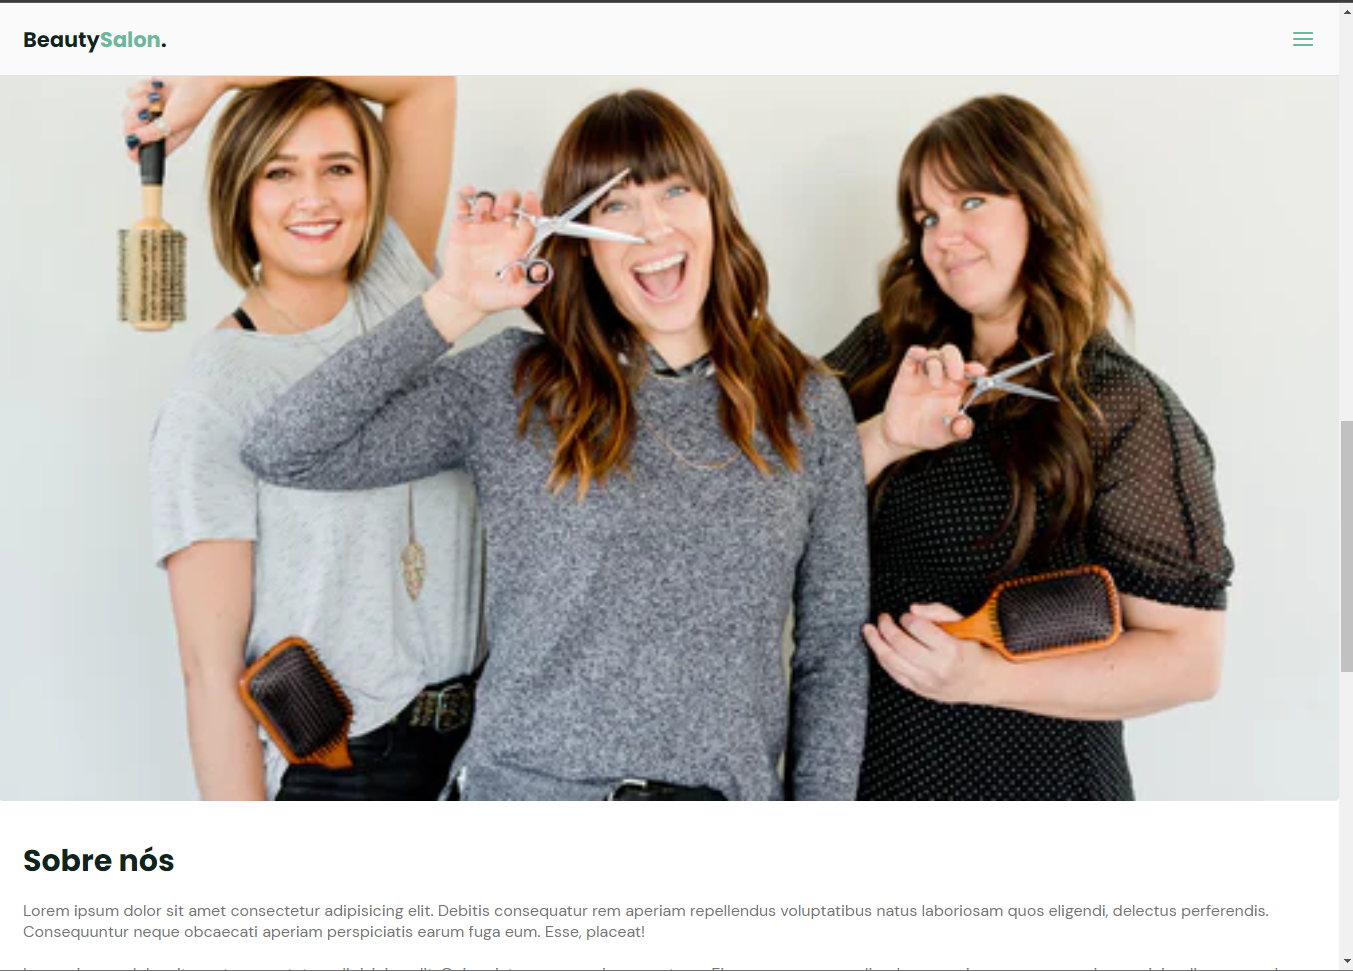 BeautySalon.
Sobre nós
Lorem ipsum dolor sit amet consectetur adipisicing elit. Debitis consequatur rem aperiam repellendus voluptatibus natus laboriosam quos eligendi, delectus perferendis.
Consequuntur neque obcaecati aperiam perspiciatis earum fuga eum. Esse, placeat!